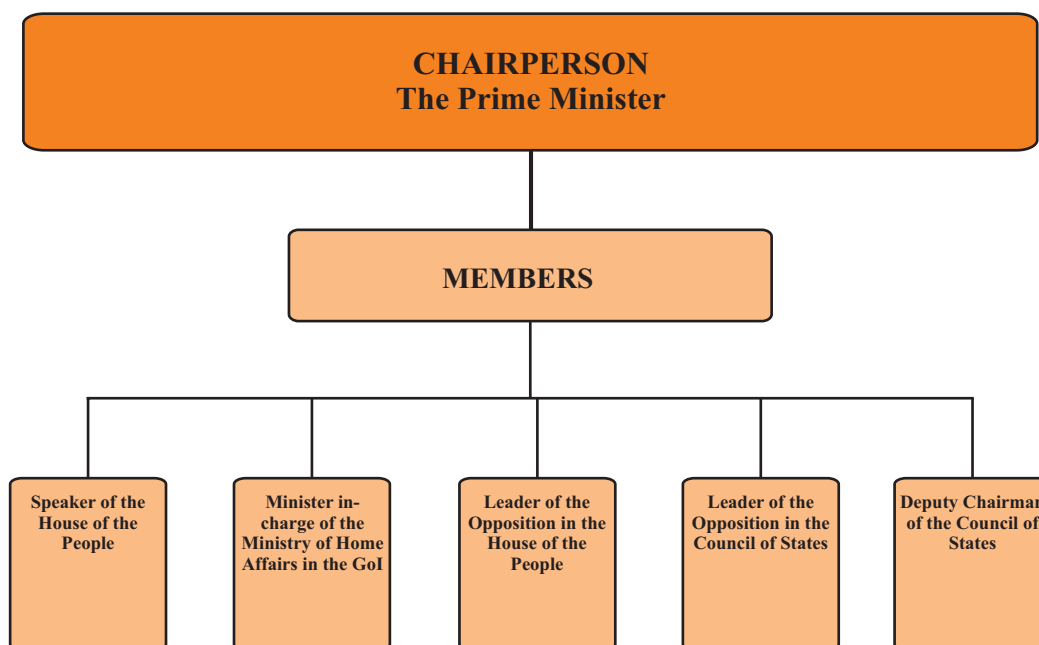 CHAIRPERSON
The Prime Minister
MEMBERS
Speaker of the
House of the
People
Minister in-
charge of the
Ministry of Home
Affairs in the GoI
Leader of the
Opposition in the
House of the
People
Leader of the
Opposition in the
Council of States
Deputy Chairman
of the Council of
States